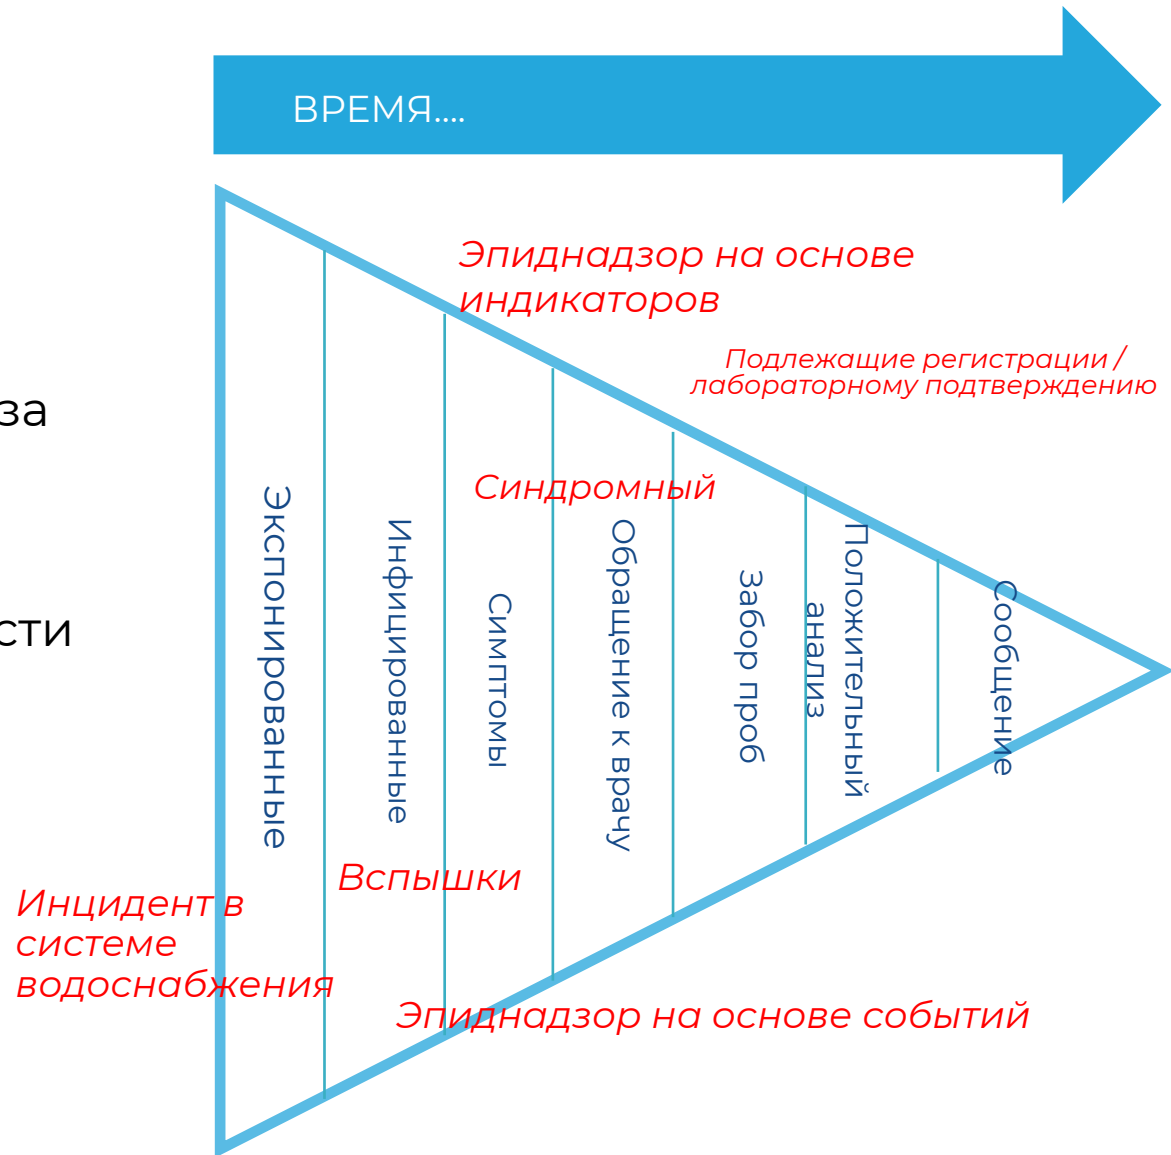 ВРЕМЯ....
Эпиднадзор на основе
индикаторов
Подлежащие регистрации /
лабораторному подтверждению
за
Синдромный
сти
Экспонированные
Инфицированные
Симптомы
Обращение к врачу
Забор проб
Положительный
анализ
Сообщение
Вспышки
Инцидент в
системе
водоснабжения
Эпиднадзор на основе событий